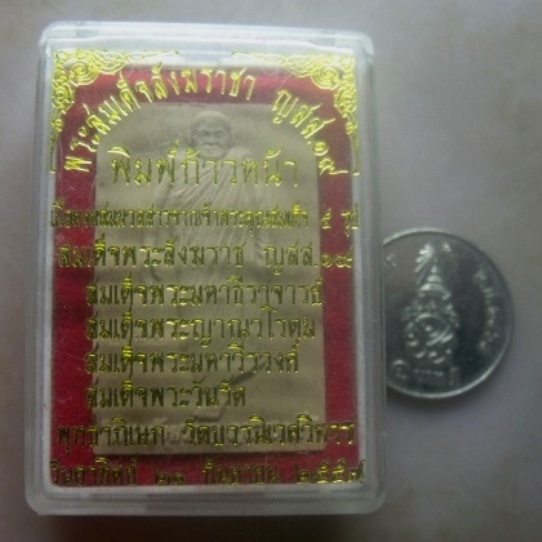 พระสมเด็จสังฆราชา ญสส ๑๙
พิมพ์ก้าวหน้า
๕ รูป
สมเด็จพระสังฆราช ญสส ๑๙
สมเด็จพระมหาธีราจารย์
สมเด็จพระญาณวโรดม
สมเด็จพระมหาวีรวงศ์
สมเด็จพระวันรัต
พุทธาภิเษก วัดบวรนิเวศวิหาร
วันอาทิตย์ ๒๑ กันยายน